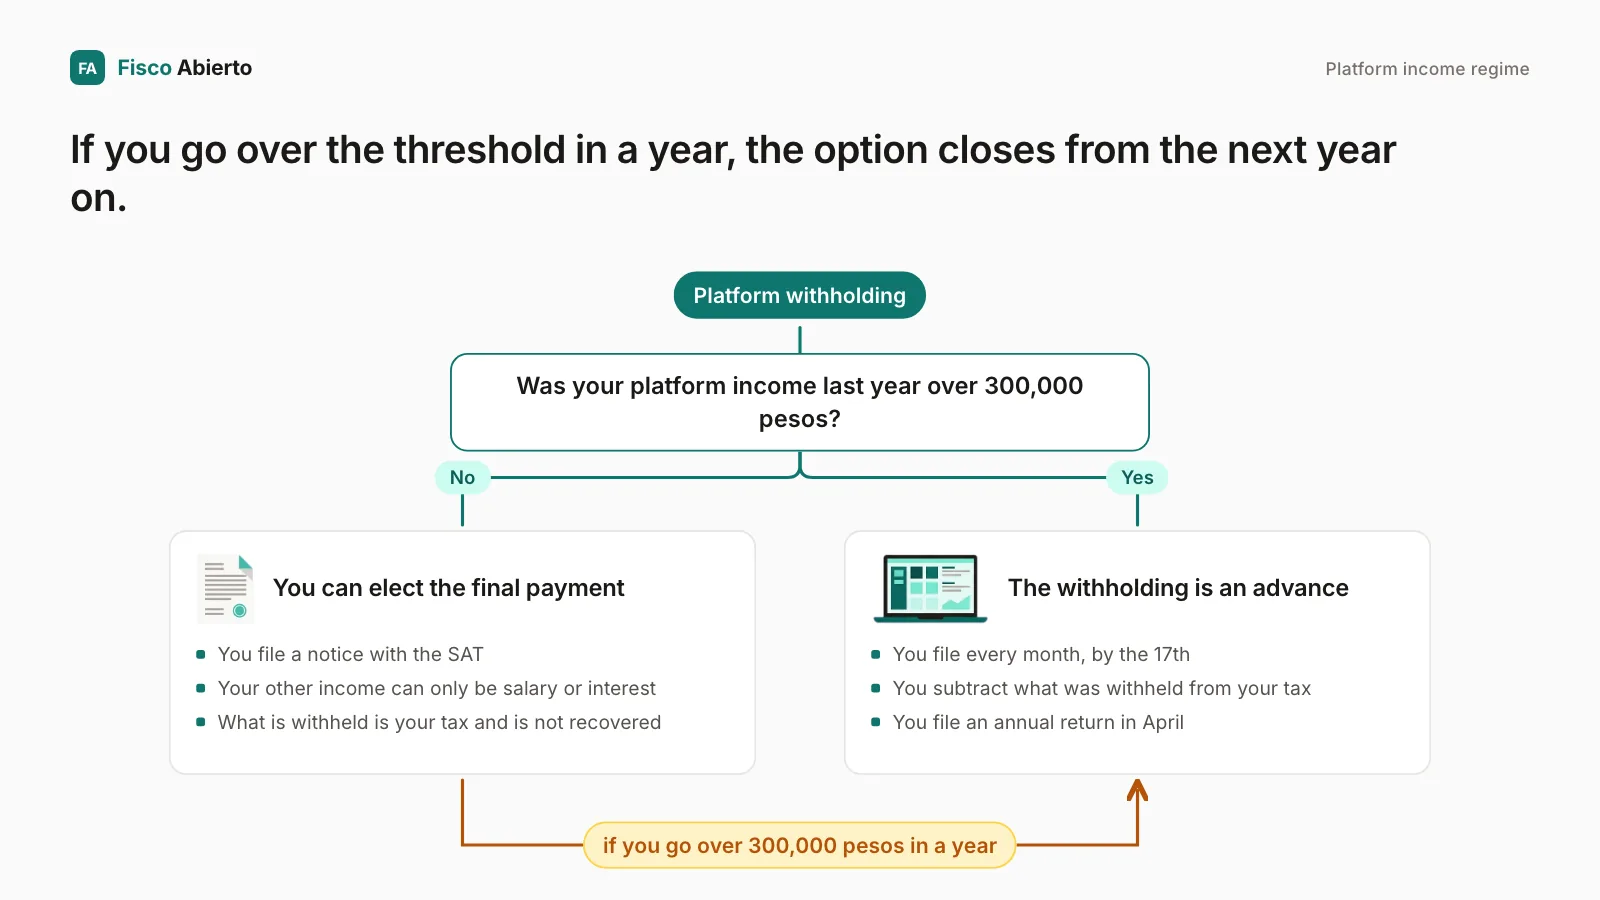 FA
Fisco Abierto
Platform income regime
If you go over the threshold in a year, the option closes from the next year
on.
Platform withholding
Was your platform income last year over 300,000
pesos?
No
Yes
You can elect the final payment
You file a notice with the SAT
Your other income can only be salary or interest
What is withheld is your tax and is not recovered
The withholding is an advance
You file every month, by the 17th
You subtract what was withheld from your tax
You file an annual return in April
if you go over 300,000 pesos in a year